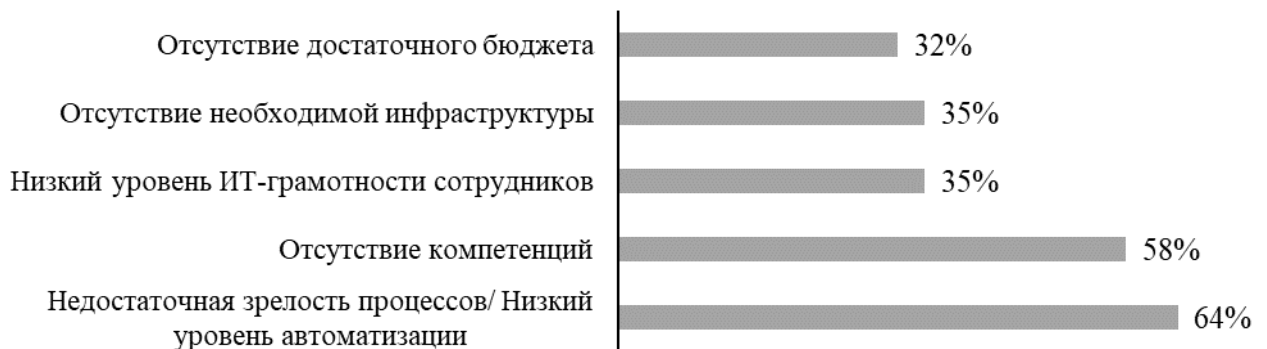 Отсутствие достаточного бюджета
32%
Отсутствие необходимой инфраструктуры
35%
Низкий уровень ИТ-грамотности сотрудников
35%
Отсутствие компетенций
58%
Недостаточная зрелость процессов/ Низкий
уровень автоматизации
64%